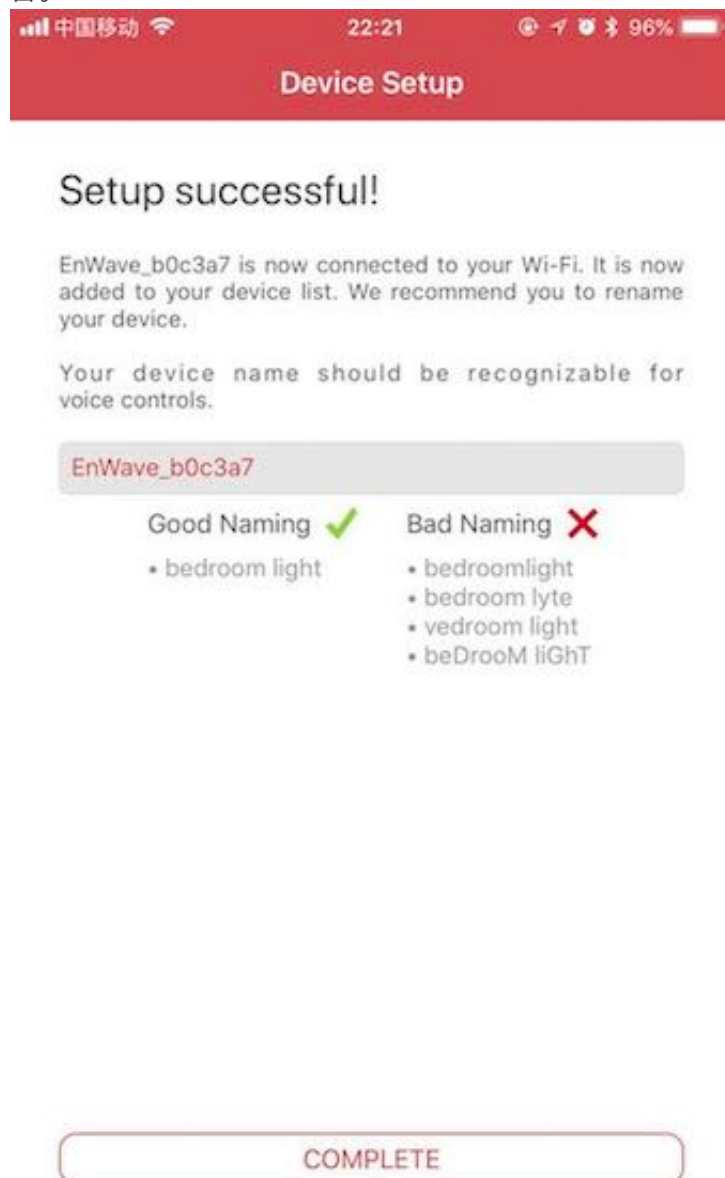 中国移动 22:21 96%
Device Setup
Setup successful!
EnWave_b0c3a7 is now connected to your Wi-Fi. It is now
added to your device list. We recommend you to rename
your device.
Your device name should be recognizable for
voice controls.
EnWave_b0c3a7
Good Naming Bad Naming
• bedroom light • bedroomlight
• bedroom lyte
• vedroom light
• beDrooM liGhT
COMPLETE